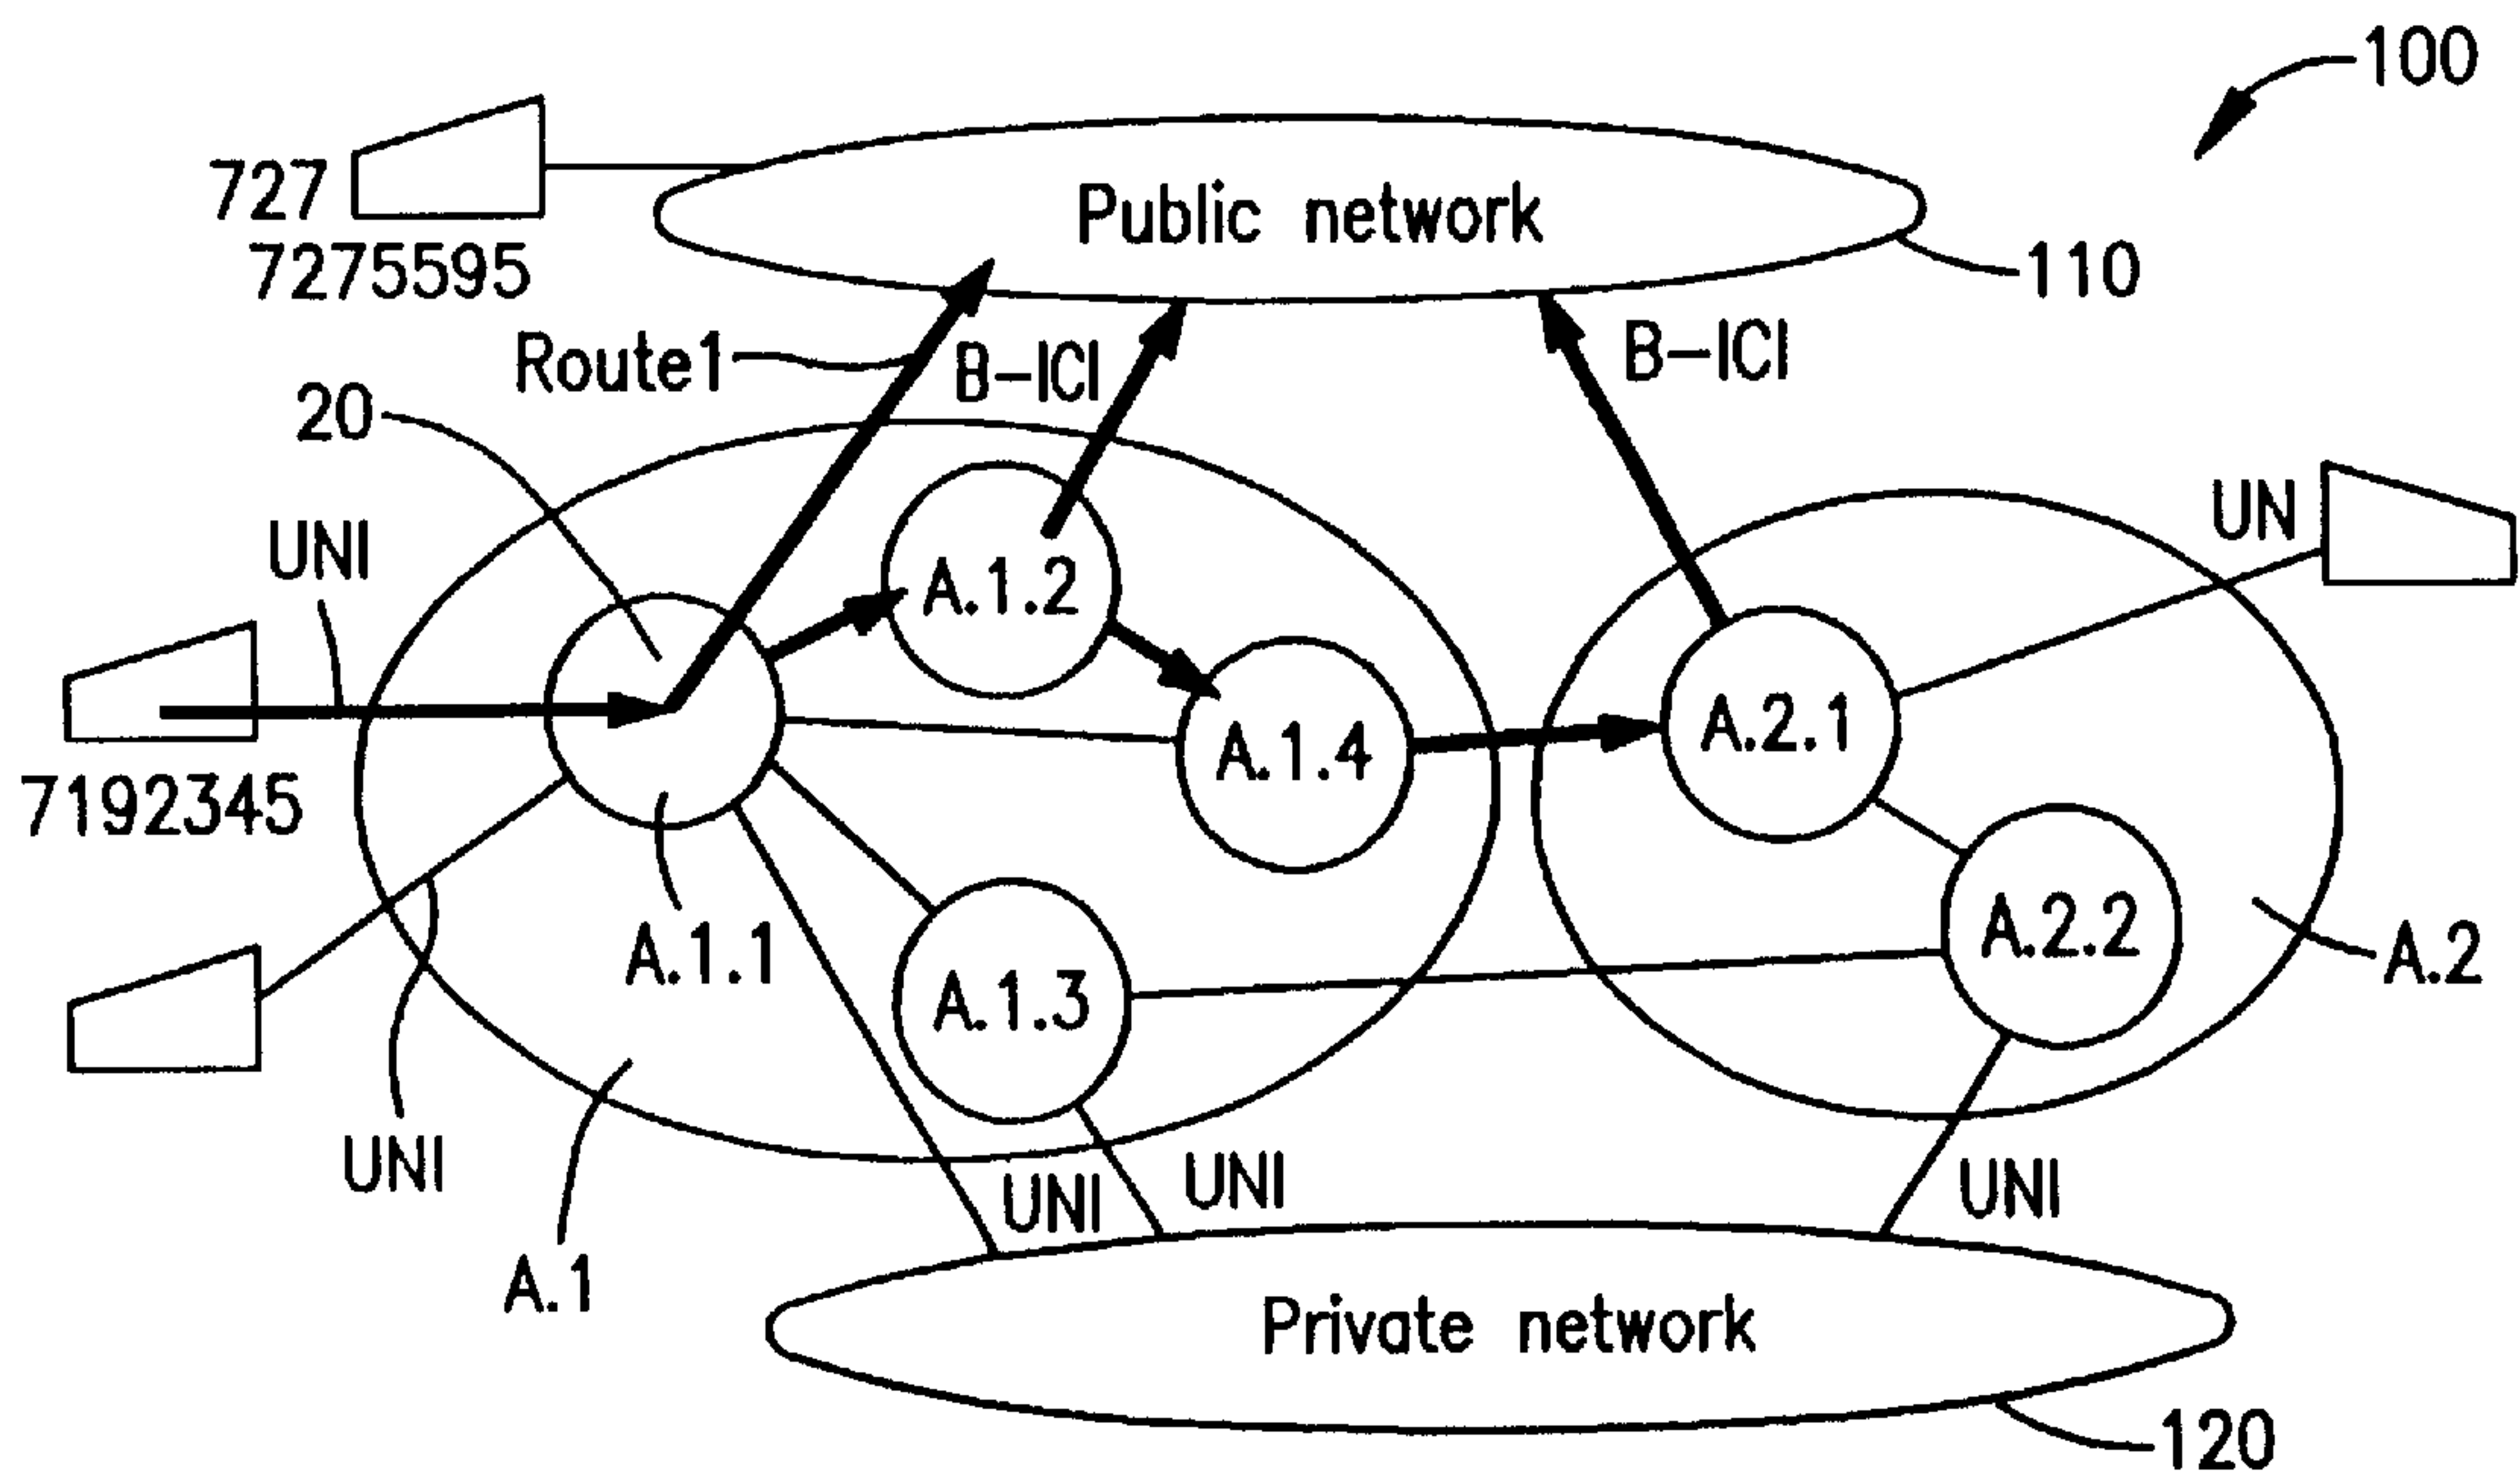 100
727
7275595
Public network
110
Route1
B-ICI
B-ICI
20
UNI
UN
A.1.2
A.1.4
A.2.1
7192345
A.1.1
A.1.3
A.2.2
A.2
UNI
UNI
UNI
UNI
A.1
Private network
120